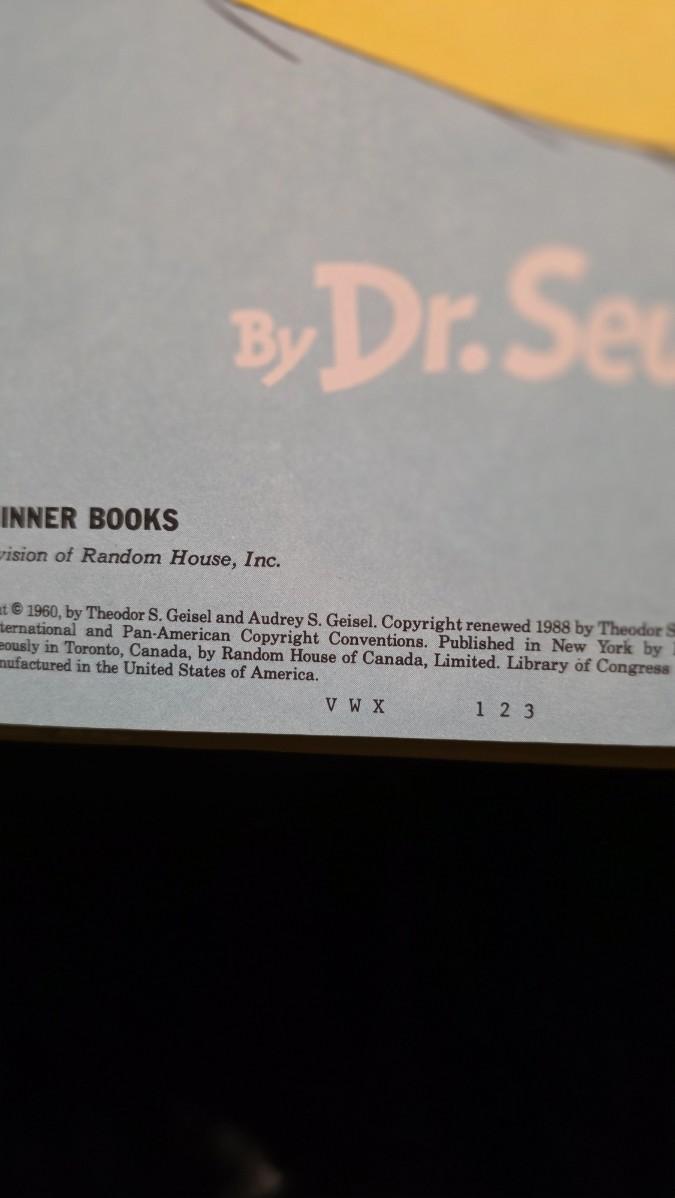 By Dr. Seu
INNER BOOKS
vision of Random House, Inc.
t © 1960, by Theodor S. Geisel and Audrey S. Geisel. Copyright renewed 1988 by Theodor S
ternational and Pan-American Copyright Conventions. Published in New York by
eously in Toronto, Canada, by Random House of Canada, Limited. Library of Congress
nufactured in the United States of America.
V W X 1 2 3